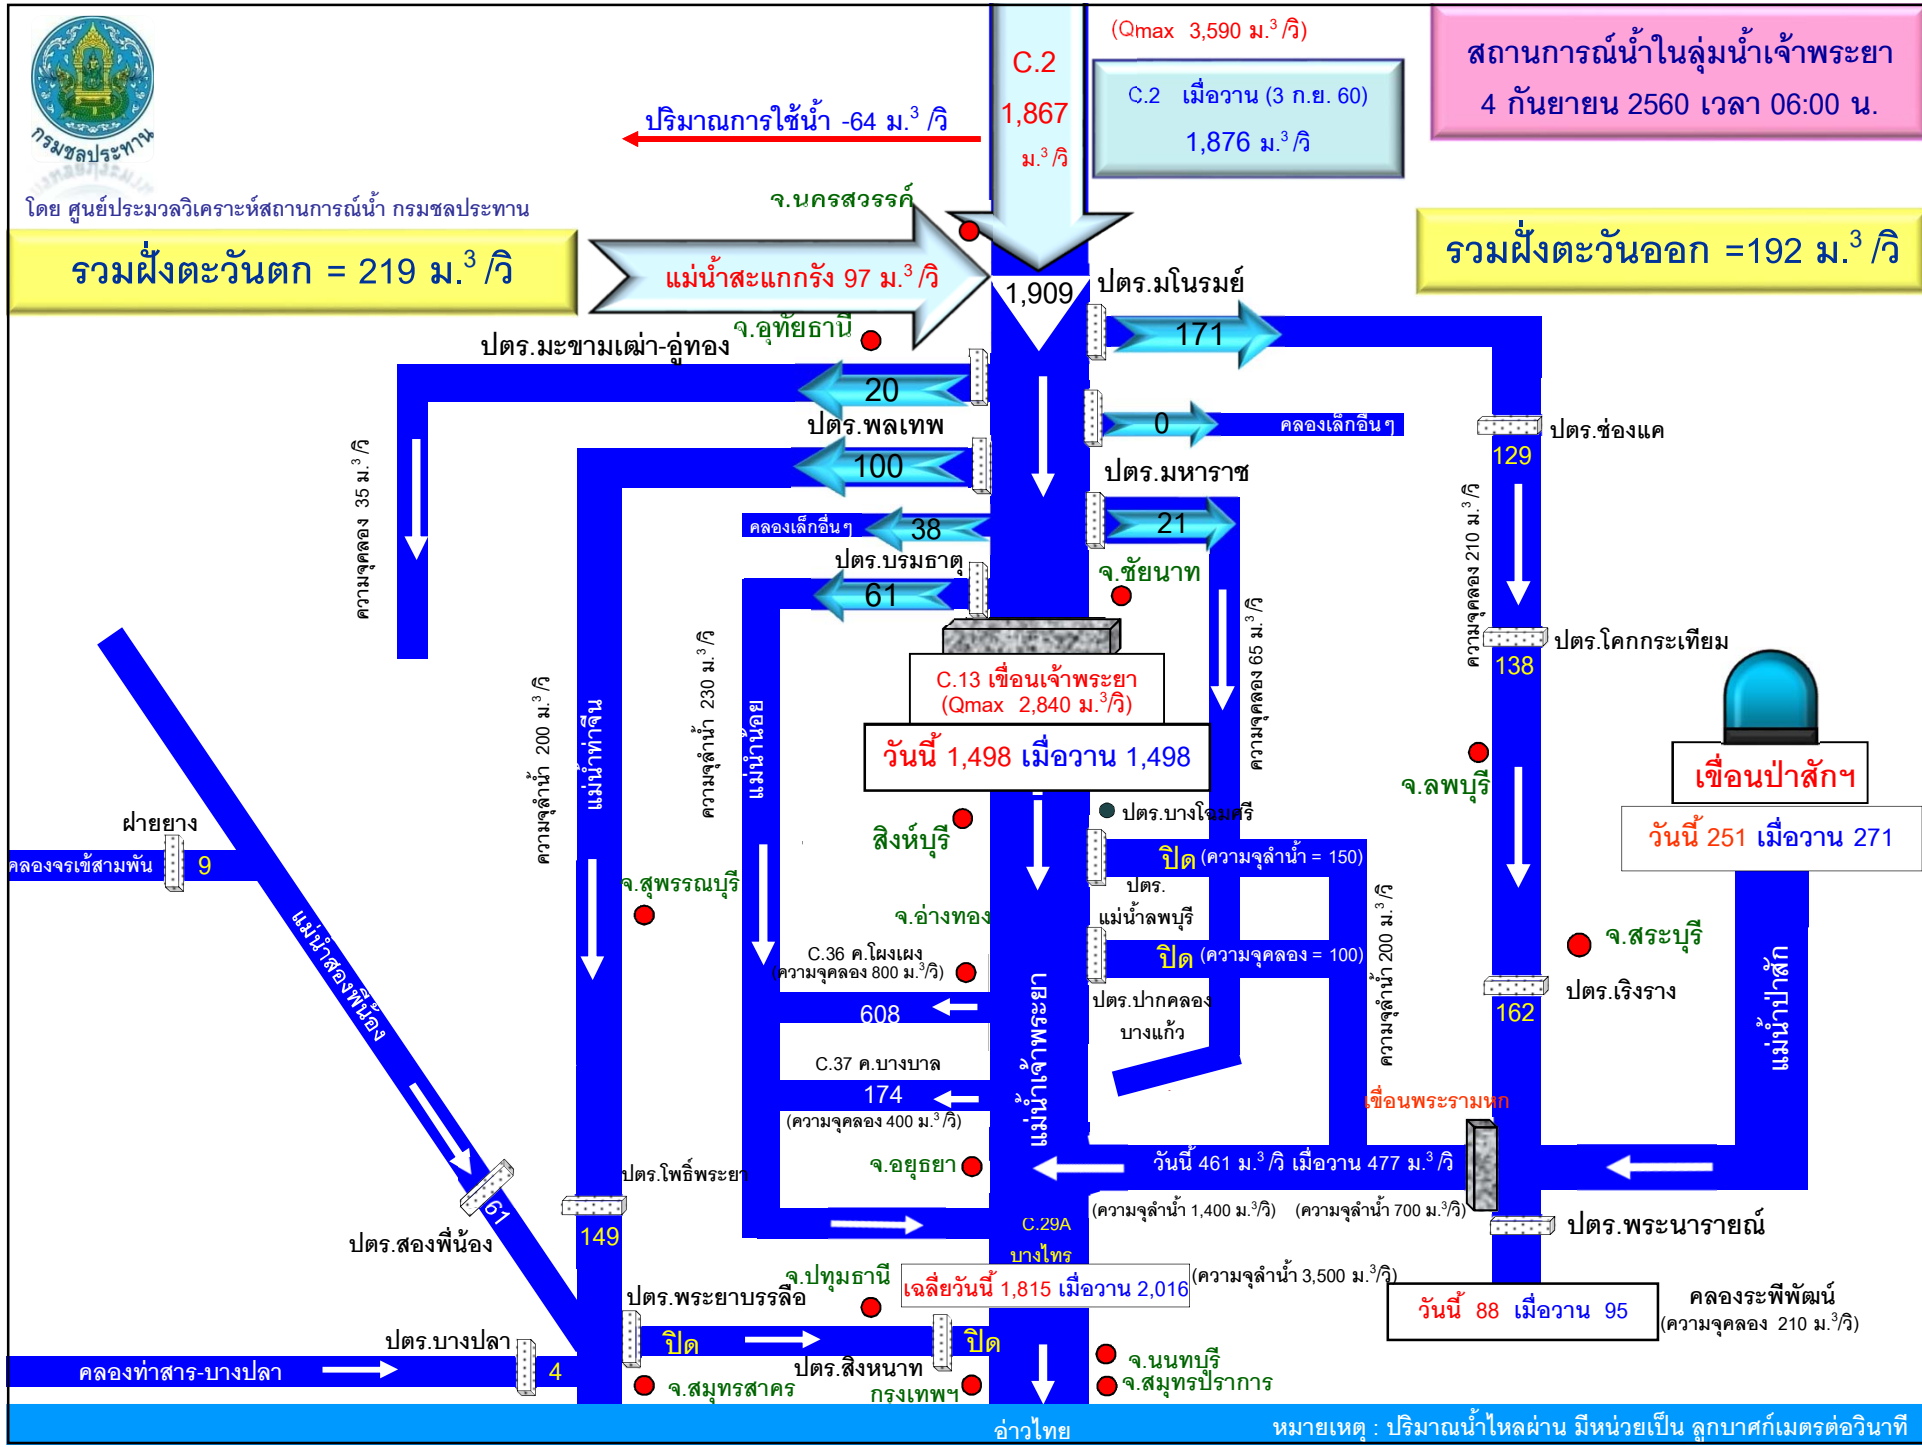 (Qmax 3,590 ม.³/วิ)
C.2
1,867
ม.³/วิ
C.2 เมื่อวาน (3 ก.ย. 60)
1,876 ม.³/วิ
สถานการณ์น้ำในลุ่มน้ำเจ้าพระยา
4 กันยายน 2560 เวลา 06:00 น.
กรมชลประทาน
ปริมาณการใช้น้ำ -64 ม.³/วิ
โดย ศูนย์ประมวลวิเคราะห์สถานการณ์น้ำ กรมชลประทาน
จ.นครสวรรค์
รวมฝั่งตะวันตก = 219 ม.³/วิ
แม่น้ำสะแกกรัง 97 ม.³/วิ
รวมฝั่งตะวันออก =192 ม.³/วิ
1,909
ปตร.มโนรมย์
171
จ.อุทัยธานี
ปตร.มะขามเฒ่า-อู่ทอง
20
ปตร.พลเทพ
0
คลองเล็กอื่นๆ
ปตร.ช่องแค
129
100
ปตร.มหาราช
ความจุคลอง 35 ม.³/วิ
คลองเล็กอื่นๆ
38
21
ความจุคลอง 210 ม.³/วิ
ปตร.บรมธาตุ
61
จ.ชัยนาท
ปตร.โคกกระเทียม
138
ความจุคลอง 65 ม.³/วิ
C.13 เขื่อนเจ้าพระยา
(Qmax 2,840 ม.³/วิ)
วันนี้ 1,498 เมื่อวาน 1,498
ความจุลำน้ำ 200 ม.³/วิ
แม่น้ำท่าจีน
ความจุลำน้ำ 230 ม.³/วิ
แม่น้ำน้อย
จ.ลพบุรี
เขื่อนป่าสักฯ
วันนี้ 251 เมื่อวาน 271
สิงห์บุรี
ปตร.บางโฉมศรี
ฝายยาง
คลองจรเข้สามพัน
9
ปิด (ความจุลำน้ำ = 150)
จ.สุพรรณบุรี
ปตร.
แม่น้ำลพบุรี
จ.อ่างทอง
แม่น้ำสองพี่น้อง
ความจุลำน้ำ 200 ม.³/วิ
จ.สระบุรี
C.36 ค.โผงเผง
(ความจุคลอง 800 ม.³/วิ)
ปิด (ความจุคลอง = 100)
608
ปตร.ปากคลอง
บางแก้ว
ปตร.เริงราง
162
แม่น้ำเจ้าพระยา
แม่น้ำป่าสัก
C.37 ค.บางบาล
174
(ความจุคลอง 400 ม.³/วิ)
เขื่อนพระรามหก
จ.อยุธยา
วันนี้ 461 ม.³/วิ เมื่อวาน 477 ม.³/วิ
ปตร.โพธิ์พระยา
149
61
ปตร.สองพี่น้อง
C.29A
บางไทร
(ความจุลำน้ำ 1,400 ม.³/วิ) (ความจุลำน้ำ 700 ม.³/วิ)
ปตร.พระนารายณ์
จ.ปทุมธานี
เฉลี่ยวันนี้ 1,815 เมื่อวาน 2,016
(ความจุลำน้ำ 3,500 ม.³/วิ)
ปตร.พระยาบรรลือ
วันนี้ 88 เมื่อวาน 95
คลองระพีพัฒน์
(ความจุคลอง 210 ม.³/วิ)
ปตร.บางปลา
ปิด
ปิด
ปตร.สิงหนาท
คลองท่าสาร-บางปลา
4
จ.นนทบุรี
จ.สมุทรสาคร
กรุงเทพฯ
จ.สมุทรปราการ
อ่าวไทย
หมายเหตุ : ปริมาณน้ำไหลผ่าน มีหน่วยเป็น ลูกบาศก์เมตรต่อวินาที